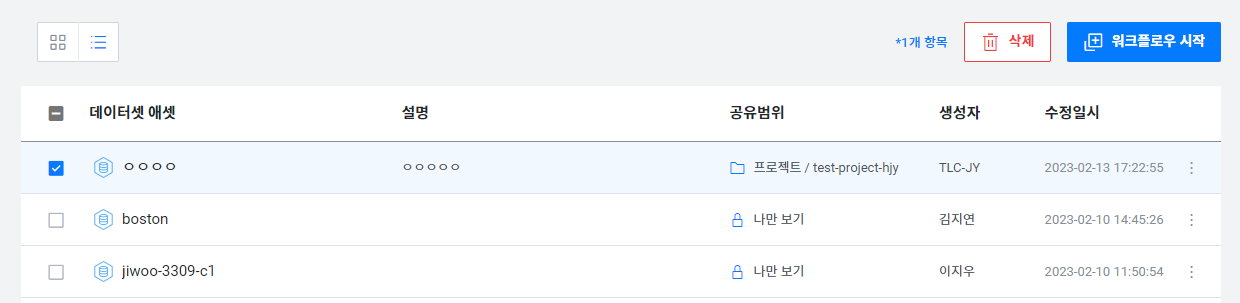 *1개 항목 삭제 워크플로우 시작
데이터셋 애셋 설명 공유범위 생성자 수정일시
ㅇㅇㅇㅇ ㅇㅇㅇㅇㅇ 프로젝트 / test-project-hjy TLC-JY 2023-02-13 17:22:55
boston 나만 보기 김지연 2023-02-10 14:45:26
jiwoo-3309-c1 나만 보기 이지우 2023-02-10 11:50:54